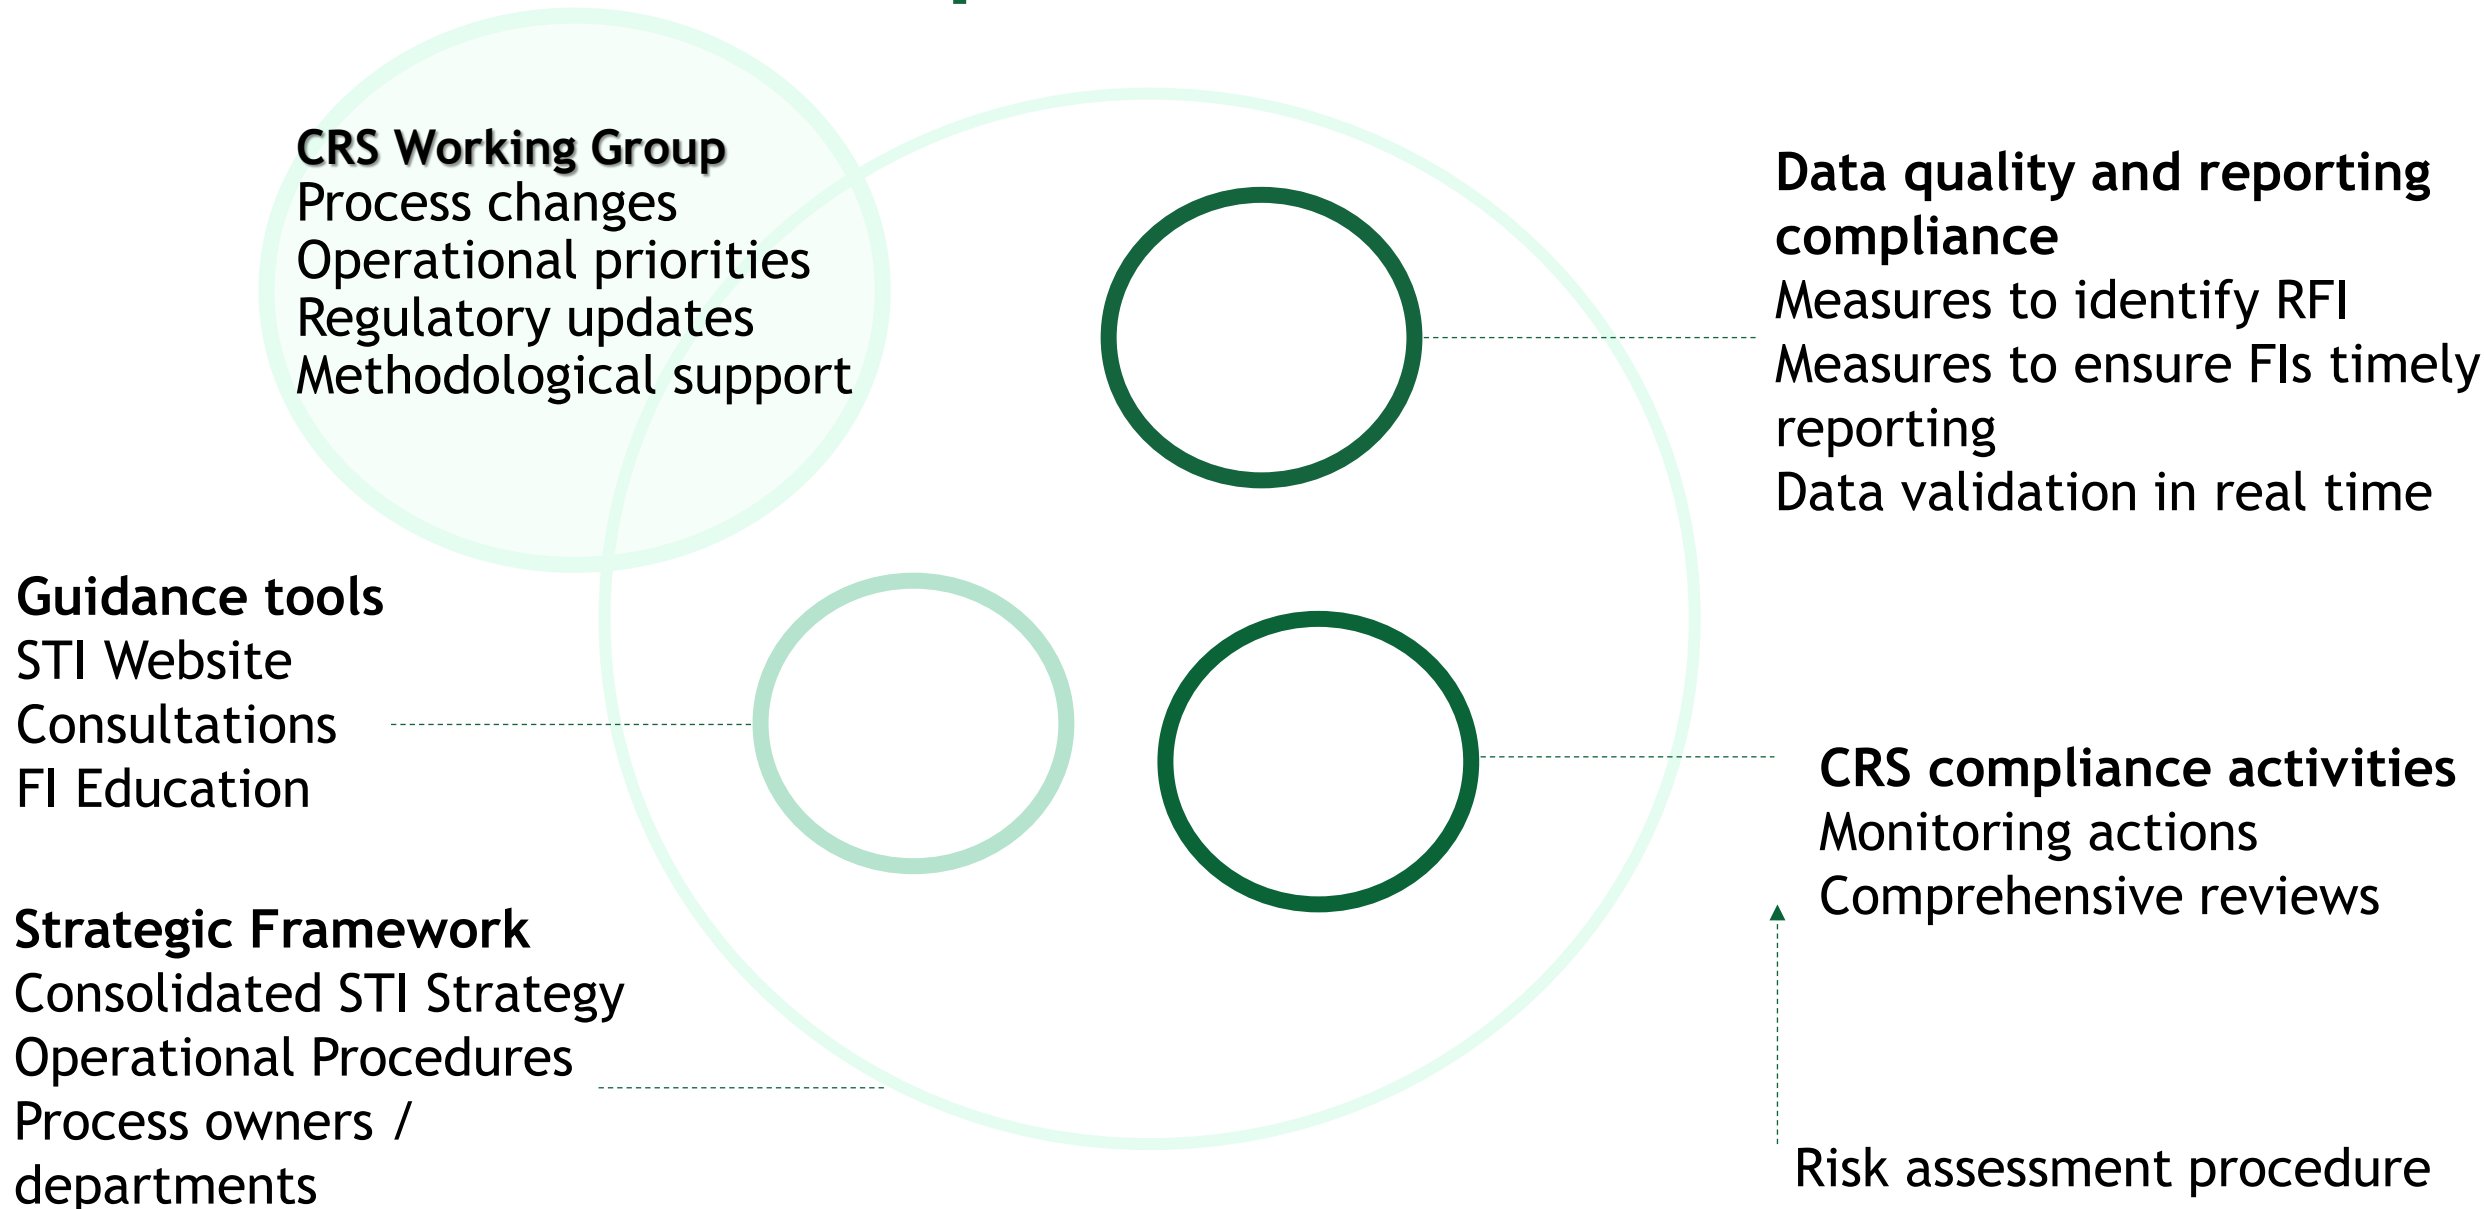 CRS Working Group
Process changes
Operational priorities
Regulatory updates
Methodological support
Data quality and reporting
compliance
Measures to identify RFI
Measures to ensure FIs timely
reporting
Data validation in real time
Guidance tools
STI Website
Consultations
FI Education
CRS compliance activities
Monitoring actions
Comprehensive reviews
Strategic Framework
Consolidated STI Strategy
Operational Procedures
Process owners /
departments
Risk assessment procedure